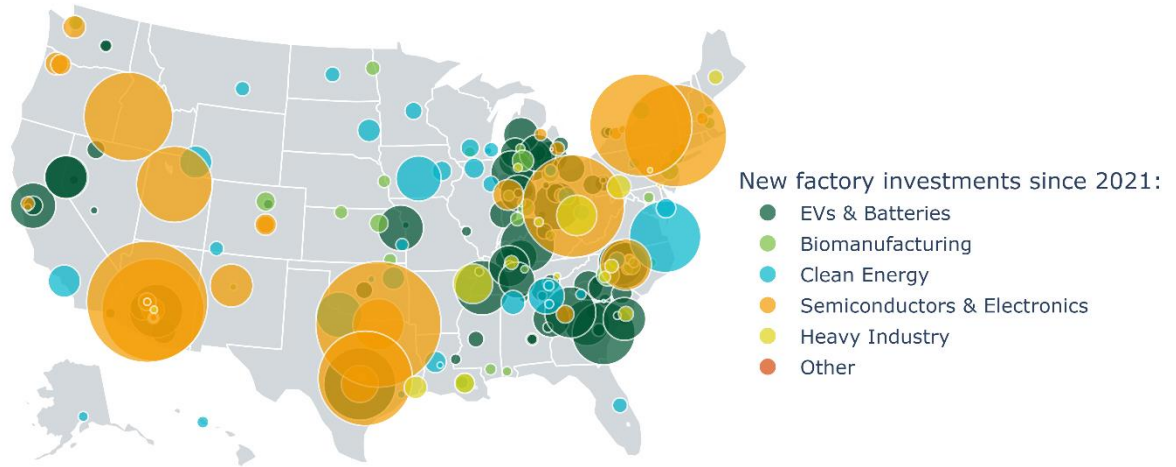 New factory investments since 2021:
EVs & Batteries
Biomanufacturing
Clean Energy
Semiconductors & Electronics
Heavy Industry
Other